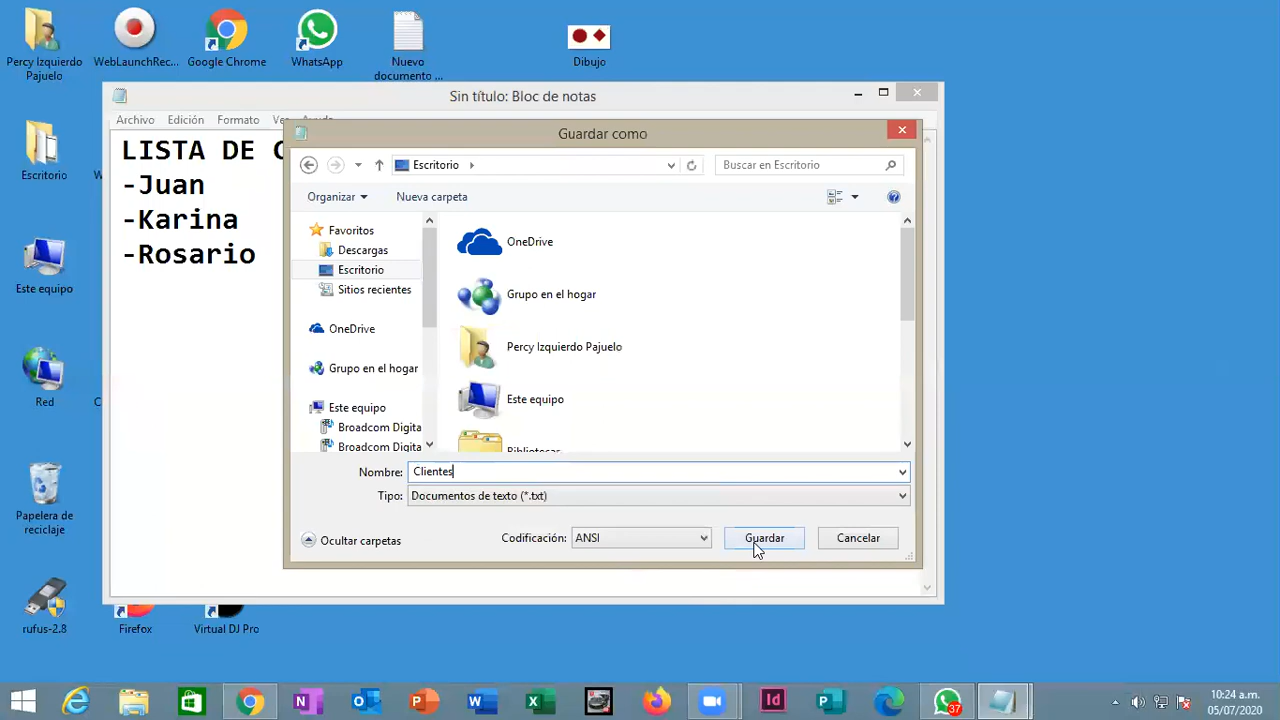 Percy Izquierdo
Pajuelo
WebLaunchRec...
Google Chrome
WhatsApp
Nuevo
documento ...
Dibujo
Escritorio
Este equipo
Red
Papelera de
reciclaje
rufus-2.8
Firefox
Virtual DJ Pro
Sin título: Bloc de notas
Archivo Edición Formato Ver Ayuda
LISTA DE C
-Juan
-Karina
-Rosario
Guardar como
Escritorio
Buscar en Escritorio
Organizar
Nueva carpeta
Favoritos
Descargas
Escritorio
Sitios recientes
OneDrive
Grupo en el hogar
Este equipo
Broadcom Digita
Broadcom Digita
OneDrive
Grupo en el hogar
Percy Izquierdo Pajuelo
Este equipo
Bibliotecas
Nombre: Clientes
Tipo: Documentos de texto (*.txt)
Ocultar carpetas
Codificación: ANSI
Guardar
Cancelar
37
10:24 a.m.
05/07/2020